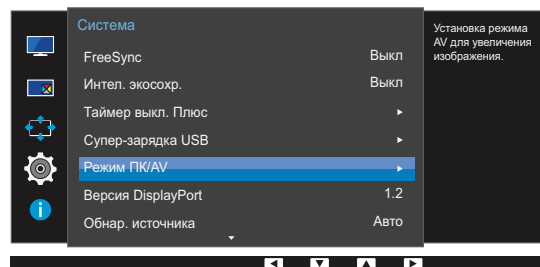 Система
FreeSync Выкл
Интел. экосохр. Выкл
Таймер выкл. Плюс
Супер-зарядка USB
Режим ПК/AV
Версия DisplayPort 1.2
Обнар. источника Авто
Установка режима
AV для увеличения
изображения.